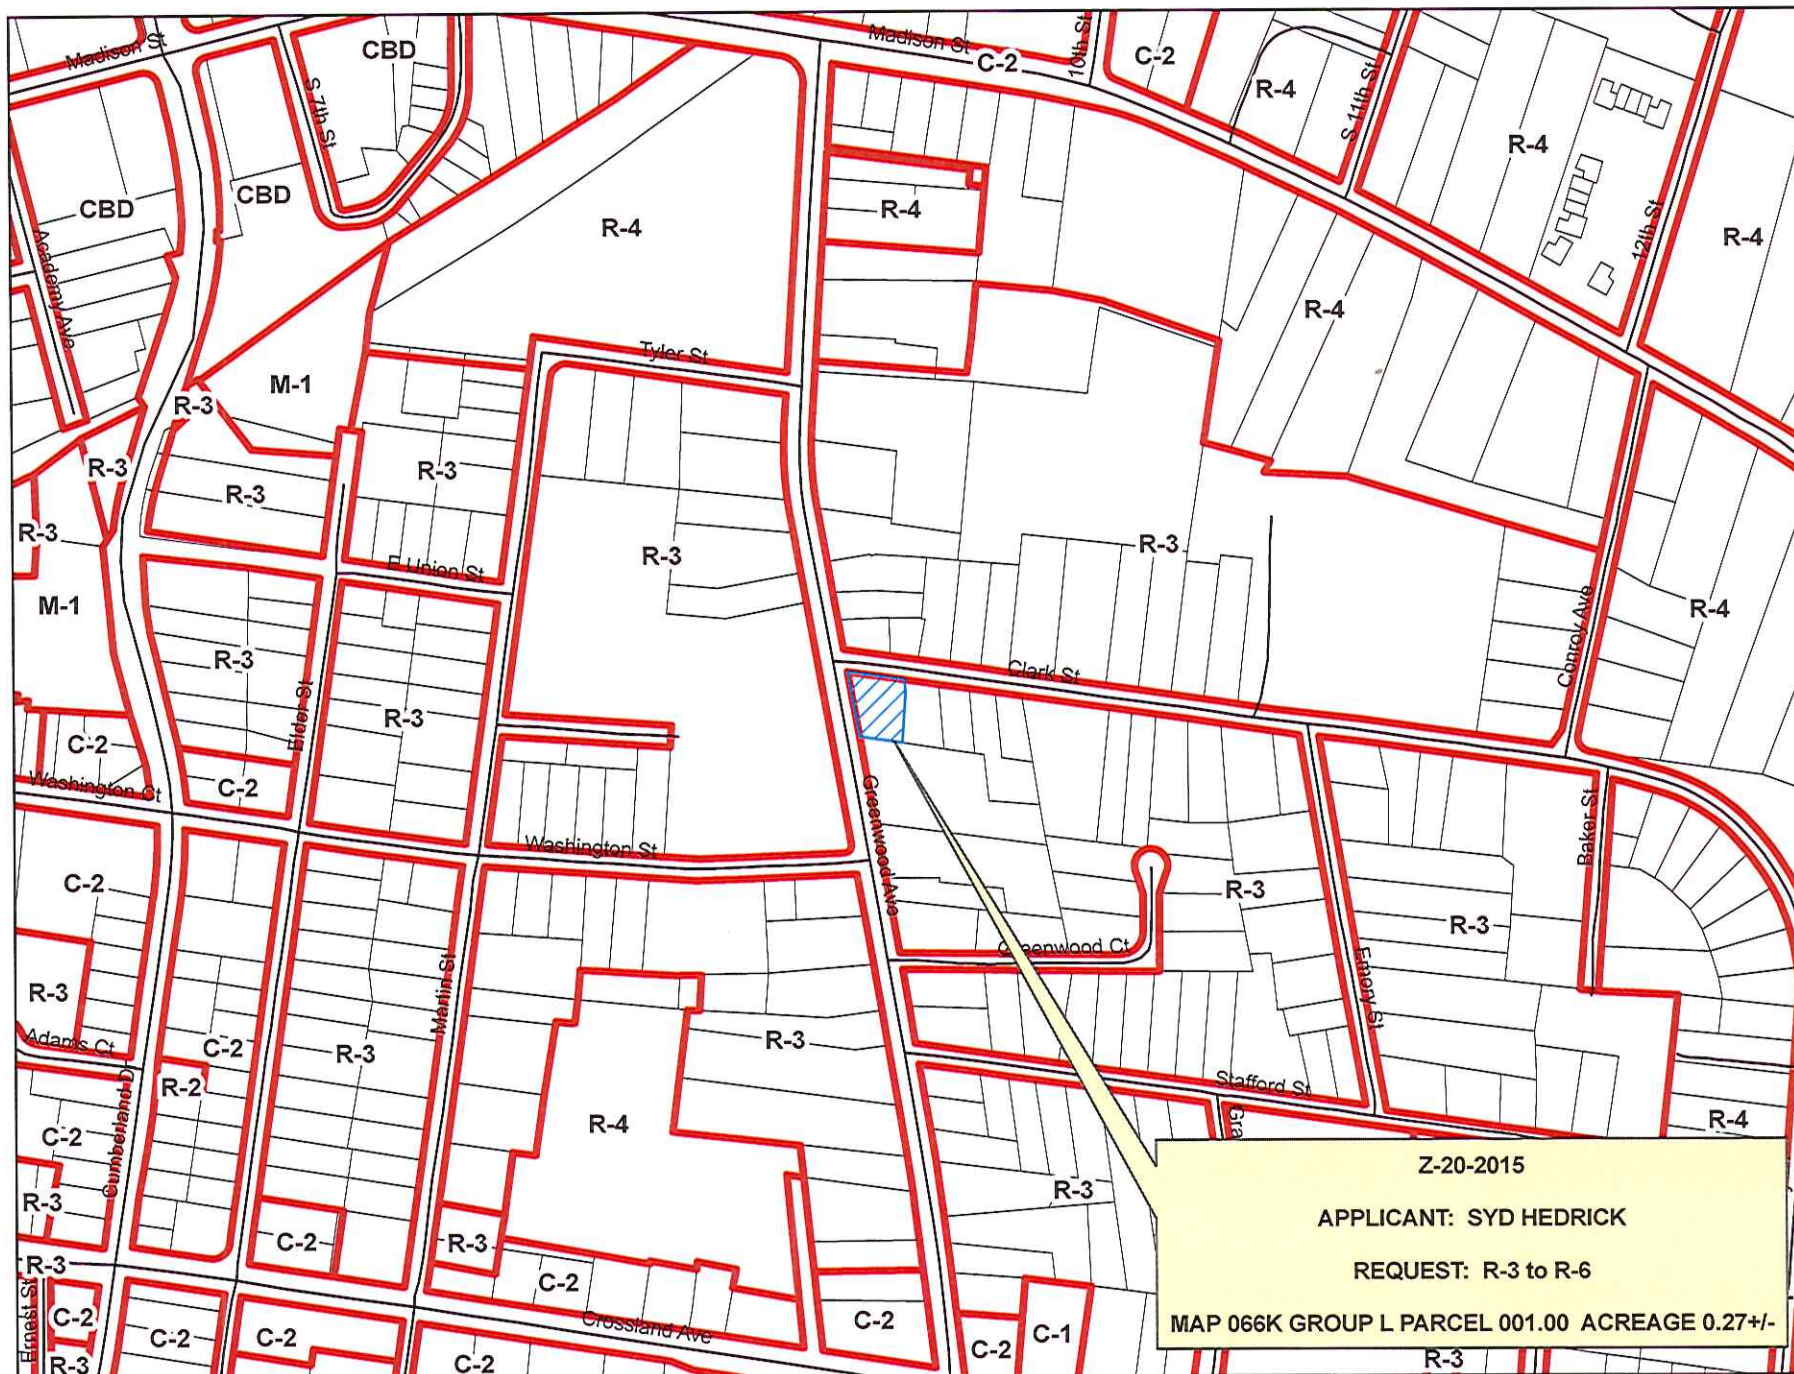 Madison St
CBD
Madison St
C-2
10th St
C-2
R-4
S 7th St
S 11th St
R-4
CBD
CBD
R-4
R-4
12th St
R-4
Academy Ave
R-4
Tyler St
M-1
R-3
R-3
R-3
R-3
R-3
R-3
R-3
E Union St
M-1
R-4
Conroy Ave
R-3
Clark St
Elder St
R-3
C-2
Washington Ct
C-2
Greenwood Ave
Baker St
Washington St
C-2
R-3
R-3
Greenwood Ct
Martin St
Emory St
R-3
Adams Ct
C-2
R-3
R-3
R-2
Stafford St
Gra
R-4
R-4
C-2
Cumberland D
R-3
R-3
C-2
R-3
R-3
C-2
Ernest St
C-2
C-2
C-2
Crossland Ave
C-2
C-2
C-1
R-3
C-2
R-3
Z-20-2015
APPLICANT: SYD HEDRICK
REQUEST: R-3 to R-6
MAP 066K GROUP L PARCEL 001.00 ACREAGE 0.27+/-